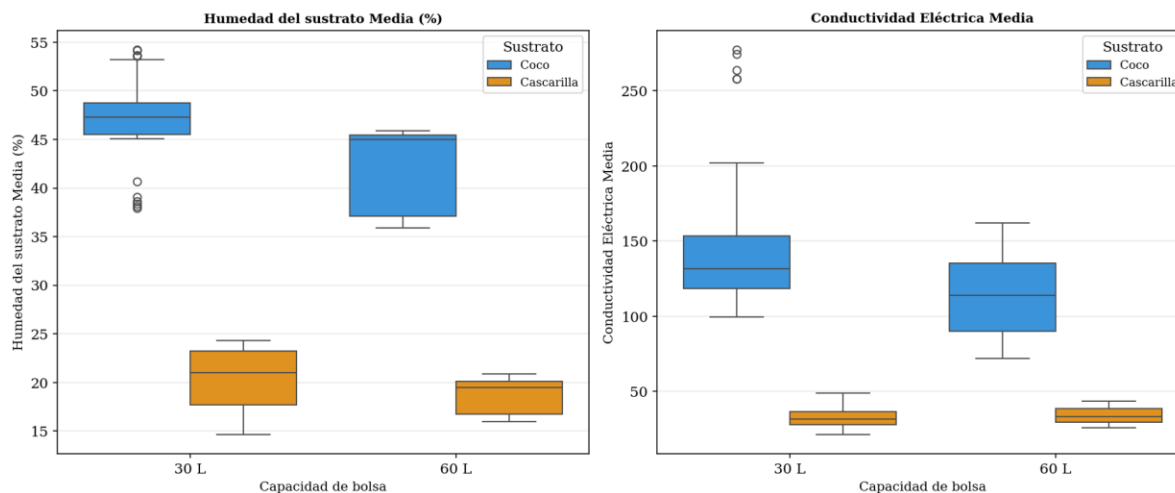 Humedad del sustrato Media (%)
Humedad del sustrato Media (%)
55
50
45
40
35
30
25
20
15
Sustrato
Coco
Cascarilla
30 L
60 L
Capacidad de bolsa
Conductividad Eléctrica Media
Conductividad Eléctrica Media
250
200
150
100
50
Sustrato
Coco
Cascarilla
30 L
60 L
Capacidad de bolsa